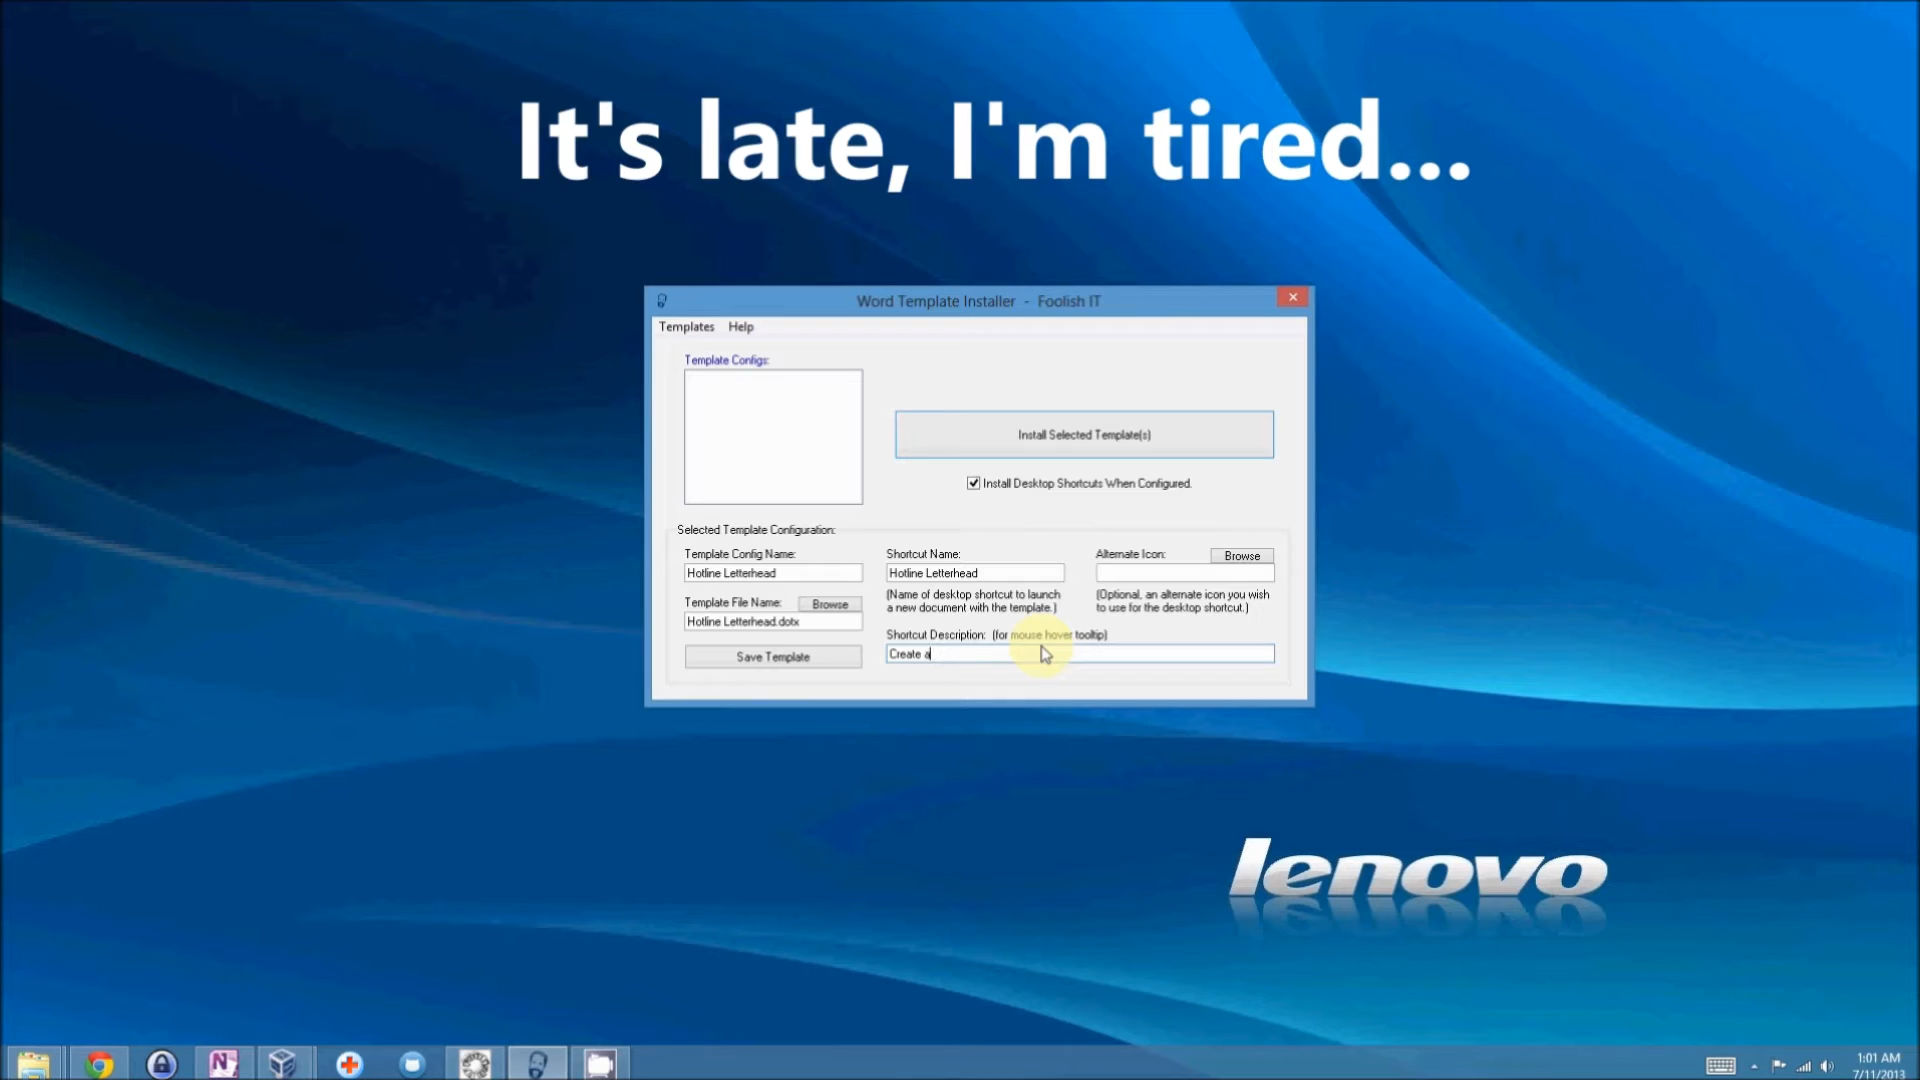 It's late, I'm tired...
Word Template Installer - Foolish IT
Templates Help
Template Configs:
Install Selected Template(s)
Install Desktop Shortcuts When Configured.
Selected Template Configuration:
Template Config Name:
Hotline Letterhead
Template File Name: Browse
Hotline Letterhead.dotx
Save Template
Shortcut Name:
Hotline Letterhead
(Name of desktop shortcut to launch
a new document with the template.)
Alternate Icon: Browse
(Optional, an alternate icon you wish
to use for the desktop shortcut.)
Shortcut Description: (for mouse hover tooltip)
Create a
lenovo
N
1:01 AM
7/11/2013